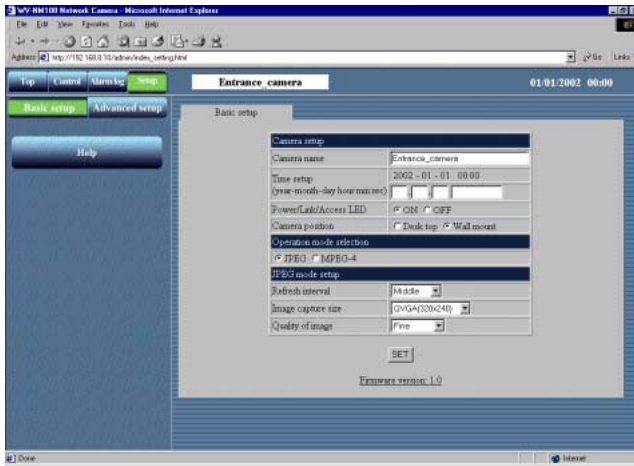 WV-NM100 Network Camera - Microsoft Internet Explorer
File Edit View Favorites Tools Help
Address http://192.168.0.10/admin/index_setting.html Go Links
Top Control Alarm log Setup Entrance_camera 01/01/2002 00:00
Basic setup Advanced setup
Basic setup
Help
Camera setup
Camera name Entrance_camera
Time setup 2002 - 01 - 01 00:00
(year-month-day hour:min:sec)
Power/Link/Access LED ON OFF
Camera position Desk top Wall mount
Operation mode selection
JPEG MPEG-4
JPEG mode setup
Refresh interval Middle
Image capture size QVGA(320x240)
Quality of image Fine
SET
Firmware version: 1.0
Done Internet